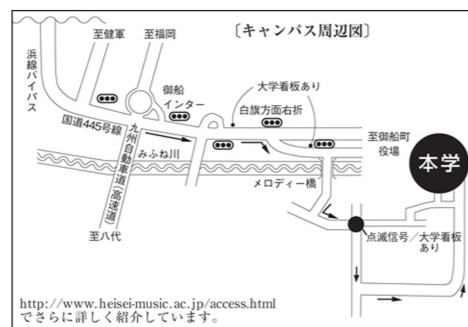 〔キャンパス周辺図〕
至健軍
至福岡
浜線バイパス
御船
インター
大学看板あり
白旗方面右折
国道445号線
九州自動車道(高速道)
みふね川
至御船町
役場
本学
メロディー橋
至八代
点滅信号／大学看板
あり
http://www.heisei-music.ac.jp/access.html
でさらに詳しく紹介しています。